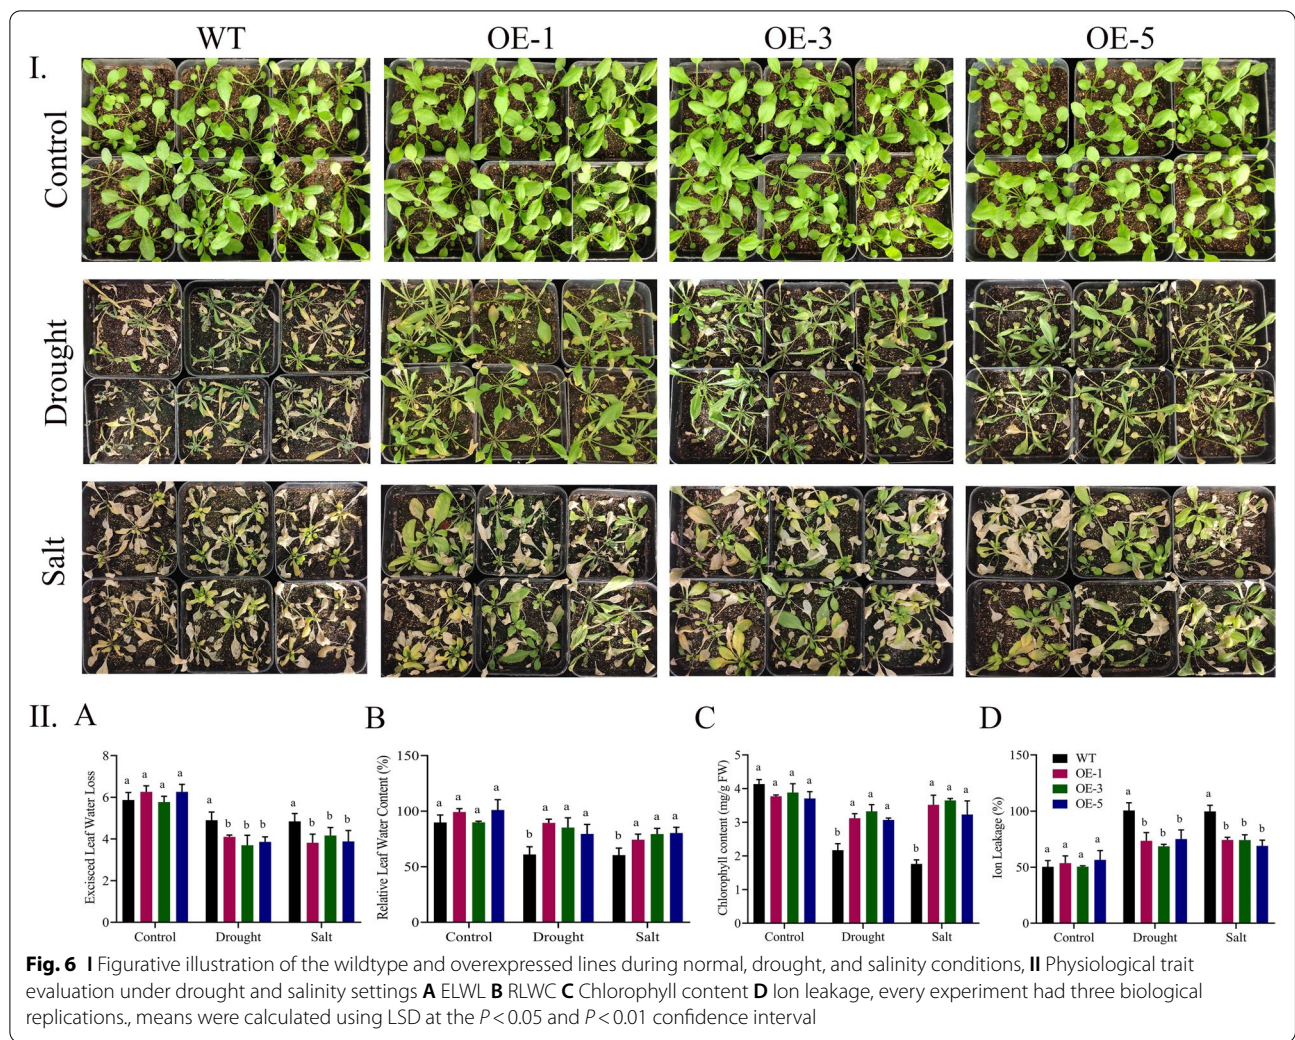 WT OE-1 OE-3 OE-5
I.
Control
Drought
Salt
II. A B C D
Excisced Leaf Water Loss
8
6
4
2
0
a a a a
a b b b
a b b b
Control Drought Salt
Relative Leaf Water Content (%)
150
100
50
0
a a a a
b a a a
b a a a
Control Drought Salt
Chlorophyll content (mg/g FW)
5
4
3
2
1
0
a a a a
b a a a
b a a a
Control Drought Salt
Ion Leakage (%)
150
100
50
0
WT
OE-1
OE-3
OE-5
a a a a
a b b b
a b b b
Control Drought Salt
Fig. 6 I Figurative illustration of the wildtype and overexpressed lines during normal, drought, and salinity conditions, II Physiological trait
evaluation under drought and salinity settings A ELWL B RLWC C Chlorophyll content D Ion leakage, every experiment had three biological
replications., means were calculated using LSD at the P < 0.05 and P < 0.01 confidence interval